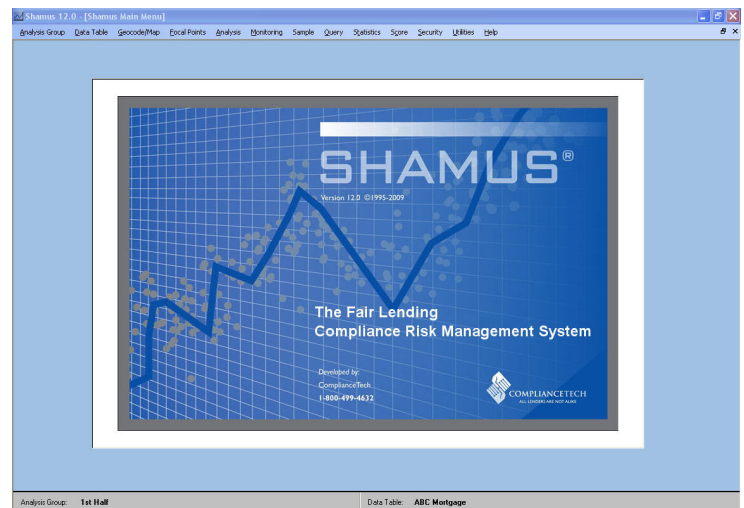 Shamus 12.0 - [Shamus Main Menu]
Analysis Group Data Table Geocode/Map Focal Points Analysis Monitoring Sample Query Statistics Score Security Utilities Help
SHAMUS®
Version 12.0 ©1995-2009
The Fair Lending
Compliance Risk Management System
Developed by:
ComplianceTech
1-800-499-4632
COMPLIANCETECH
ALL LENDERS ARE NOT ALIKE
Analysis Group: 1st Half Data Table: ABC Mortgage